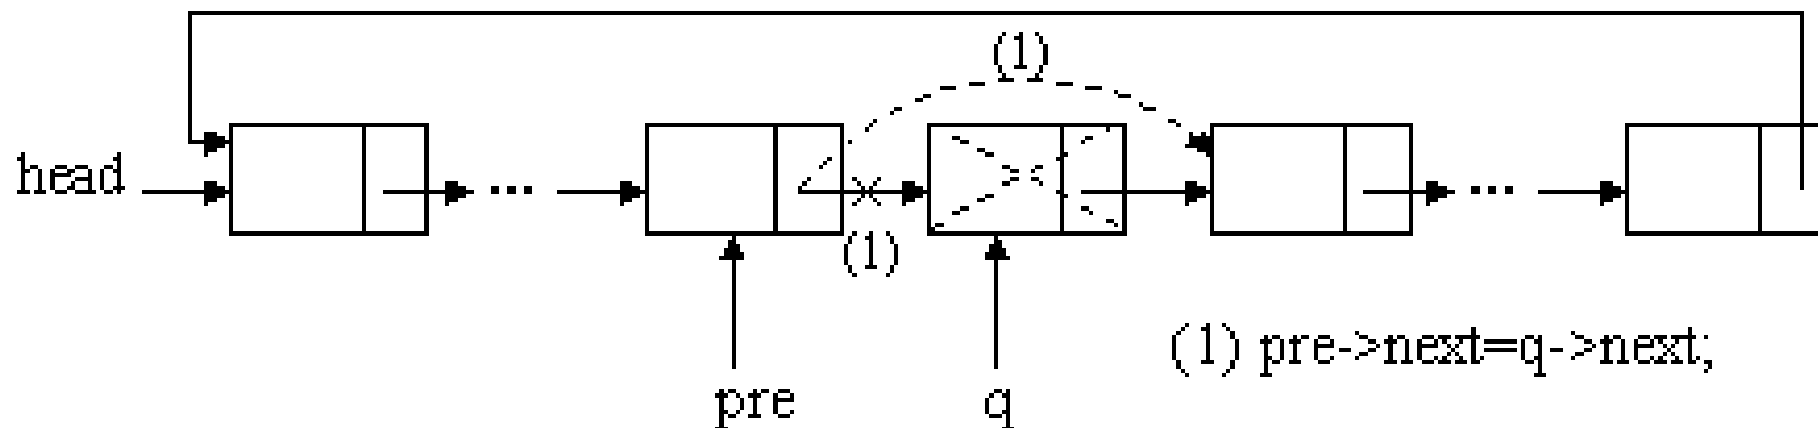 (1)
head
...
...
(1)
(1) pre->next=q->next;
pre
q